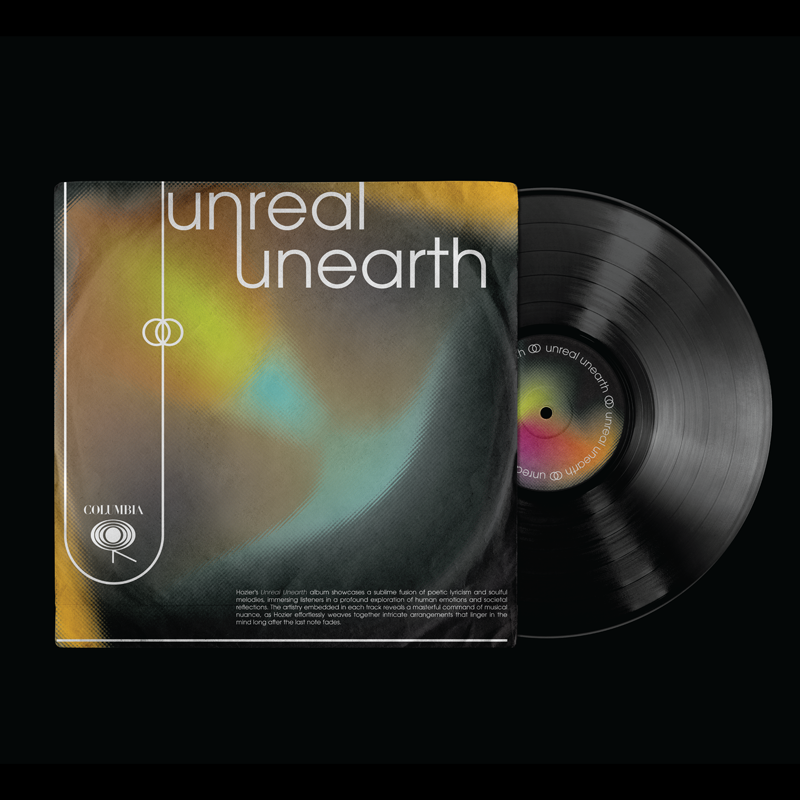 unreal
unearth
COLUMBIA
Hozier's Unreal Unearth album showcases a sublime fusion of poetic lyricism and soulful
melodies, immersing listeners in a profound exploration of human emotions and societal
reflections. The artistry embedded in each track reveals a masterful command of musical
nuance, as Hozier effortlessly weaves together intricate arrangements that linger in the
mind long after the last note fades.
h unreal unearth unreal unearth unrea